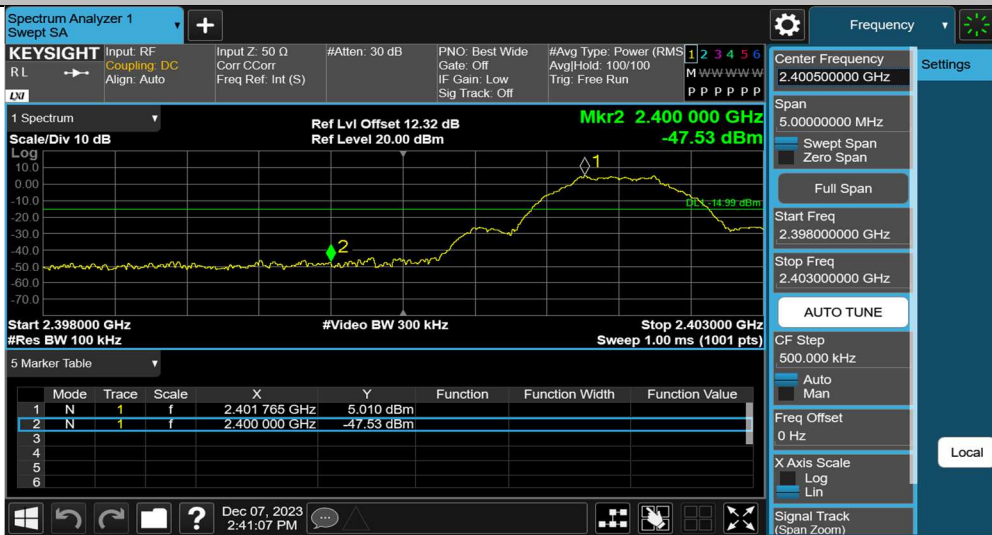 Spectrum Analyzer 1
Swept SA
+
Frequency
KEYSIGHT
RL
LXI
Input: RF
Coupling: DC
Align: Auto
Input Z: 50 Ω
Corr CCorr
Freq Ref: Int (S)
#Atten: 30 dB
PNO: Best Wide
Gate: Off
IF Gain: Low
Sig Track: Off
#Avg Type: Power (RMS
Avg|Hold: 100/100
Trig: Free Run
1 2 3 4 5 6
M W W W W W
P P P P P P
1 Spectrum
Scale/Div 10 dB
Ref Lvl Offset 12.32 dB
Ref Level 20.00 dBm
Mkr2 2.400 000 GHz
-47.53 dBm
Log
10.0
0.00
-10.0
-20.0
-30.0
-40.0
-50.0
-60.0
-70.0
1
2
DL1 -14.99 dBm
Start 2.398000 GHz
#Video BW 300 kHz
Stop 2.403000 GHz
#Res BW 100 kHz
Sweep 1.00 ms (1001 pts)
5 Marker Table
Mode Trace Scale X Y Function Function Width Function Value
1 N 1 f 2.401 765 GHz 5.010 dBm
2 N 1 f 2.400 000 GHz -47.53 dBm
3
4
5
6
?
Dec 07, 2023
2:41:07 PM
Center Frequency
2.400500000 GHz
Span
5.00000000 MHz
Swept Span
Zero Span
Full Span
Start Freq
2.398000000 GHz
Stop Freq
2.403000000 GHz
AUTO TUNE
CF Step
500.000 kHz
Auto
Man
Freq Offset
0 Hz
X Axis Scale
Log
Lin
Signal Track
(Span Zoom)
Settings
Local